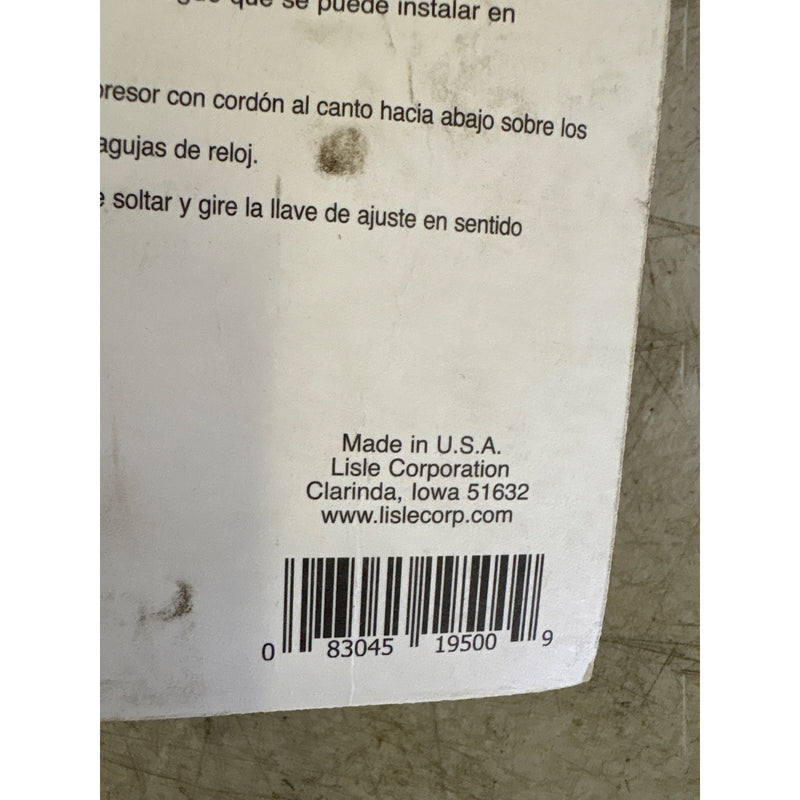 que se puede instalar en
presor con cordón al canto hacia abajo sobre los
agujas de reloj.
soltar y gire la llave de ajuste en sentido
Made in U.S.A.
Lisle Corporation
Clarinda, Iowa 51632
www.lislecorp.com
0 83045 19500 9